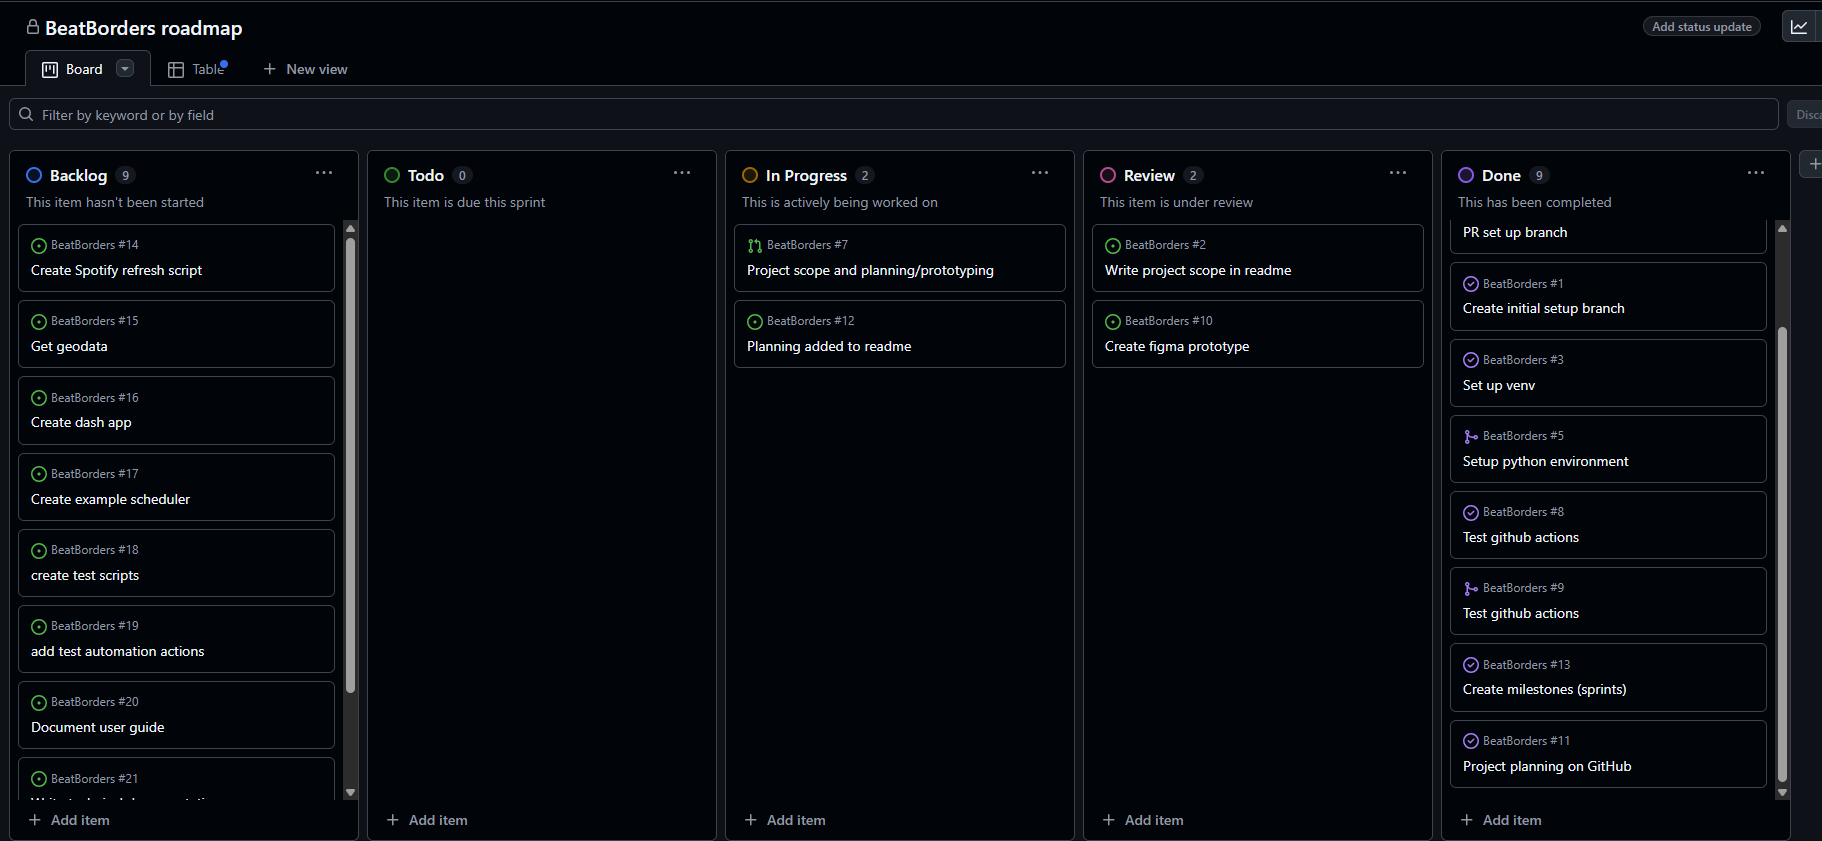 BeatBorders roadmap
Add status update
Board
Table
New view
Filter by keyword or by field
Backlog 9
This item hasn't been started
BeatBorders #14
Create Spotify refresh script
BeatBorders #15
Get geodata
BeatBorders #16
Create dash app
BeatBorders #17
Create example scheduler
BeatBorders #18
create test scripts
BeatBorders #19
add test automation actions
BeatBorders #20
Document user guide
BeatBorders #21
Add item
Todo 0
This item is due this sprint
Add item
In Progress 2
This is actively being worked on
BeatBorders #7
Project scope and planning/prototyping
BeatBorders #12
Planning added to readme
Add item
Review 2
This item is under review
BeatBorders #2
Write project scope in readme
BeatBorders #10
Create figma prototype
Add item
Done 9
This has been completed
PR set up branch
BeatBorders #1
Create initial setup branch
BeatBorders #3
Set up venv
BeatBorders #5
Setup python environment
BeatBorders #8
Test github actions
BeatBorders #9
Test github actions
BeatBorders #13
Create milestones (sprints)
BeatBorders #11
Project planning on GitHub
Add item